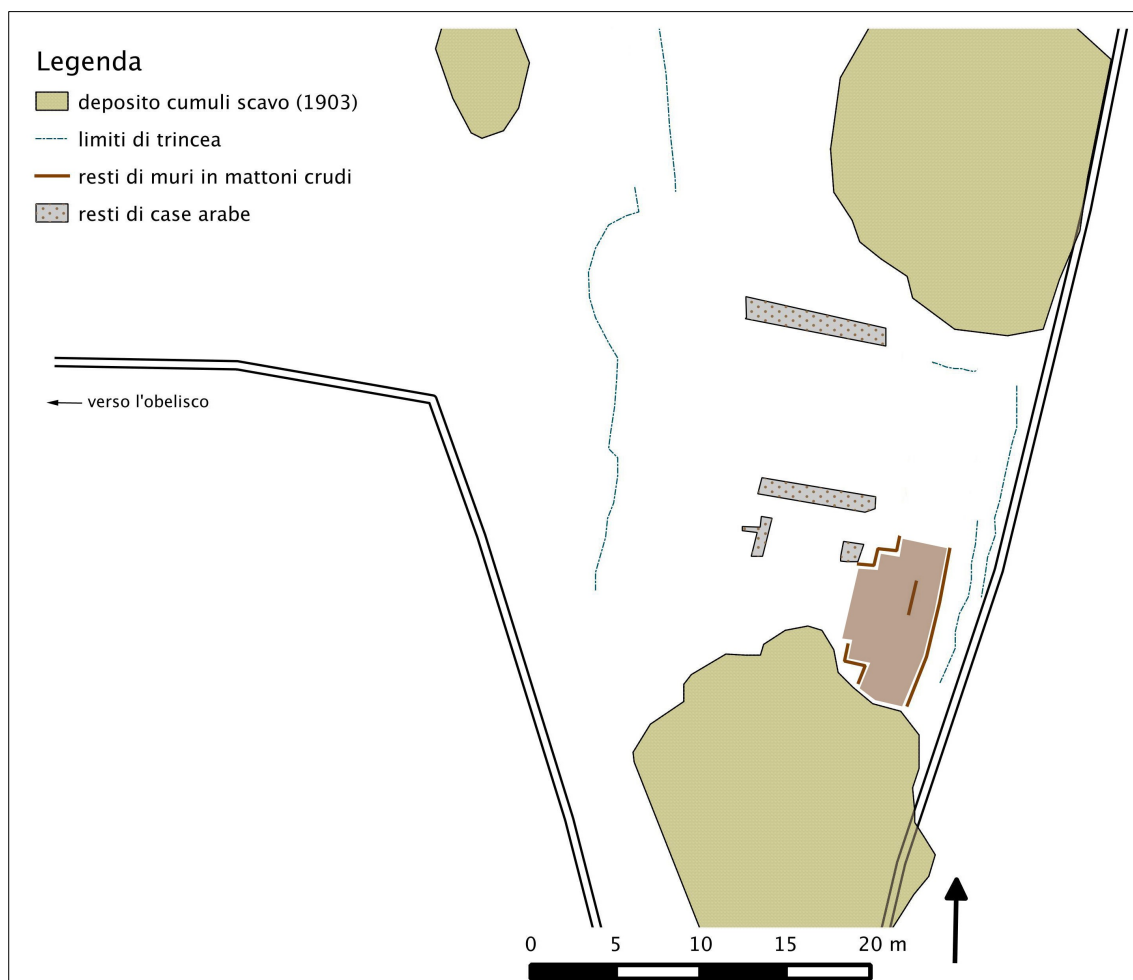 Legenda
deposito cumuli scavo (1903)
limiti di trincea
resti di muri in mattoni crudi
resti di case arabe
verso l'obelisco
0 5 10 15 20 m